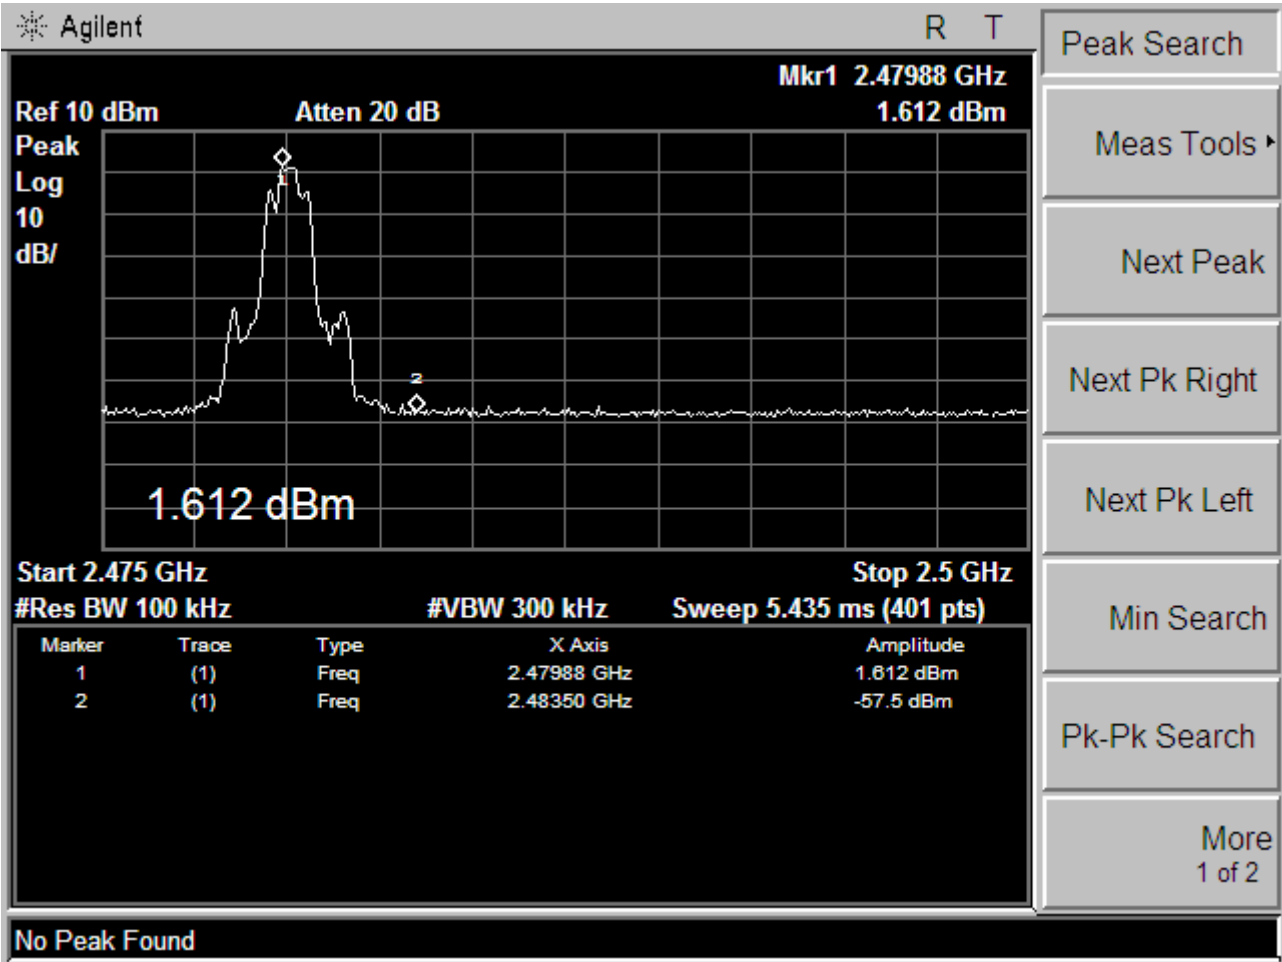 Agilent
R T
Mkr1 2.47988 GHz
Ref 10 dBm Atten 20 dB 1.612 dBm
Peak
Log
10
dB/
1
2
1.612 dBm
Start 2.475 GHz Stop 2.5 GHz
#Res BW 100 kHz #VBW 300 kHz Sweep 5.435 ms (401 pts)
Marker Trace Type X Axis Amplitude
1 (1) Freq 2.47988 GHz 1.612 dBm
2 (1) Freq 2.48350 GHz -57.5 dBm
No Peak Found
Peak Search
Meas Tools
Next Peak
Next Pk Right
Next Pk Left
Min Search
Pk-Pk Search
More
1 of 2